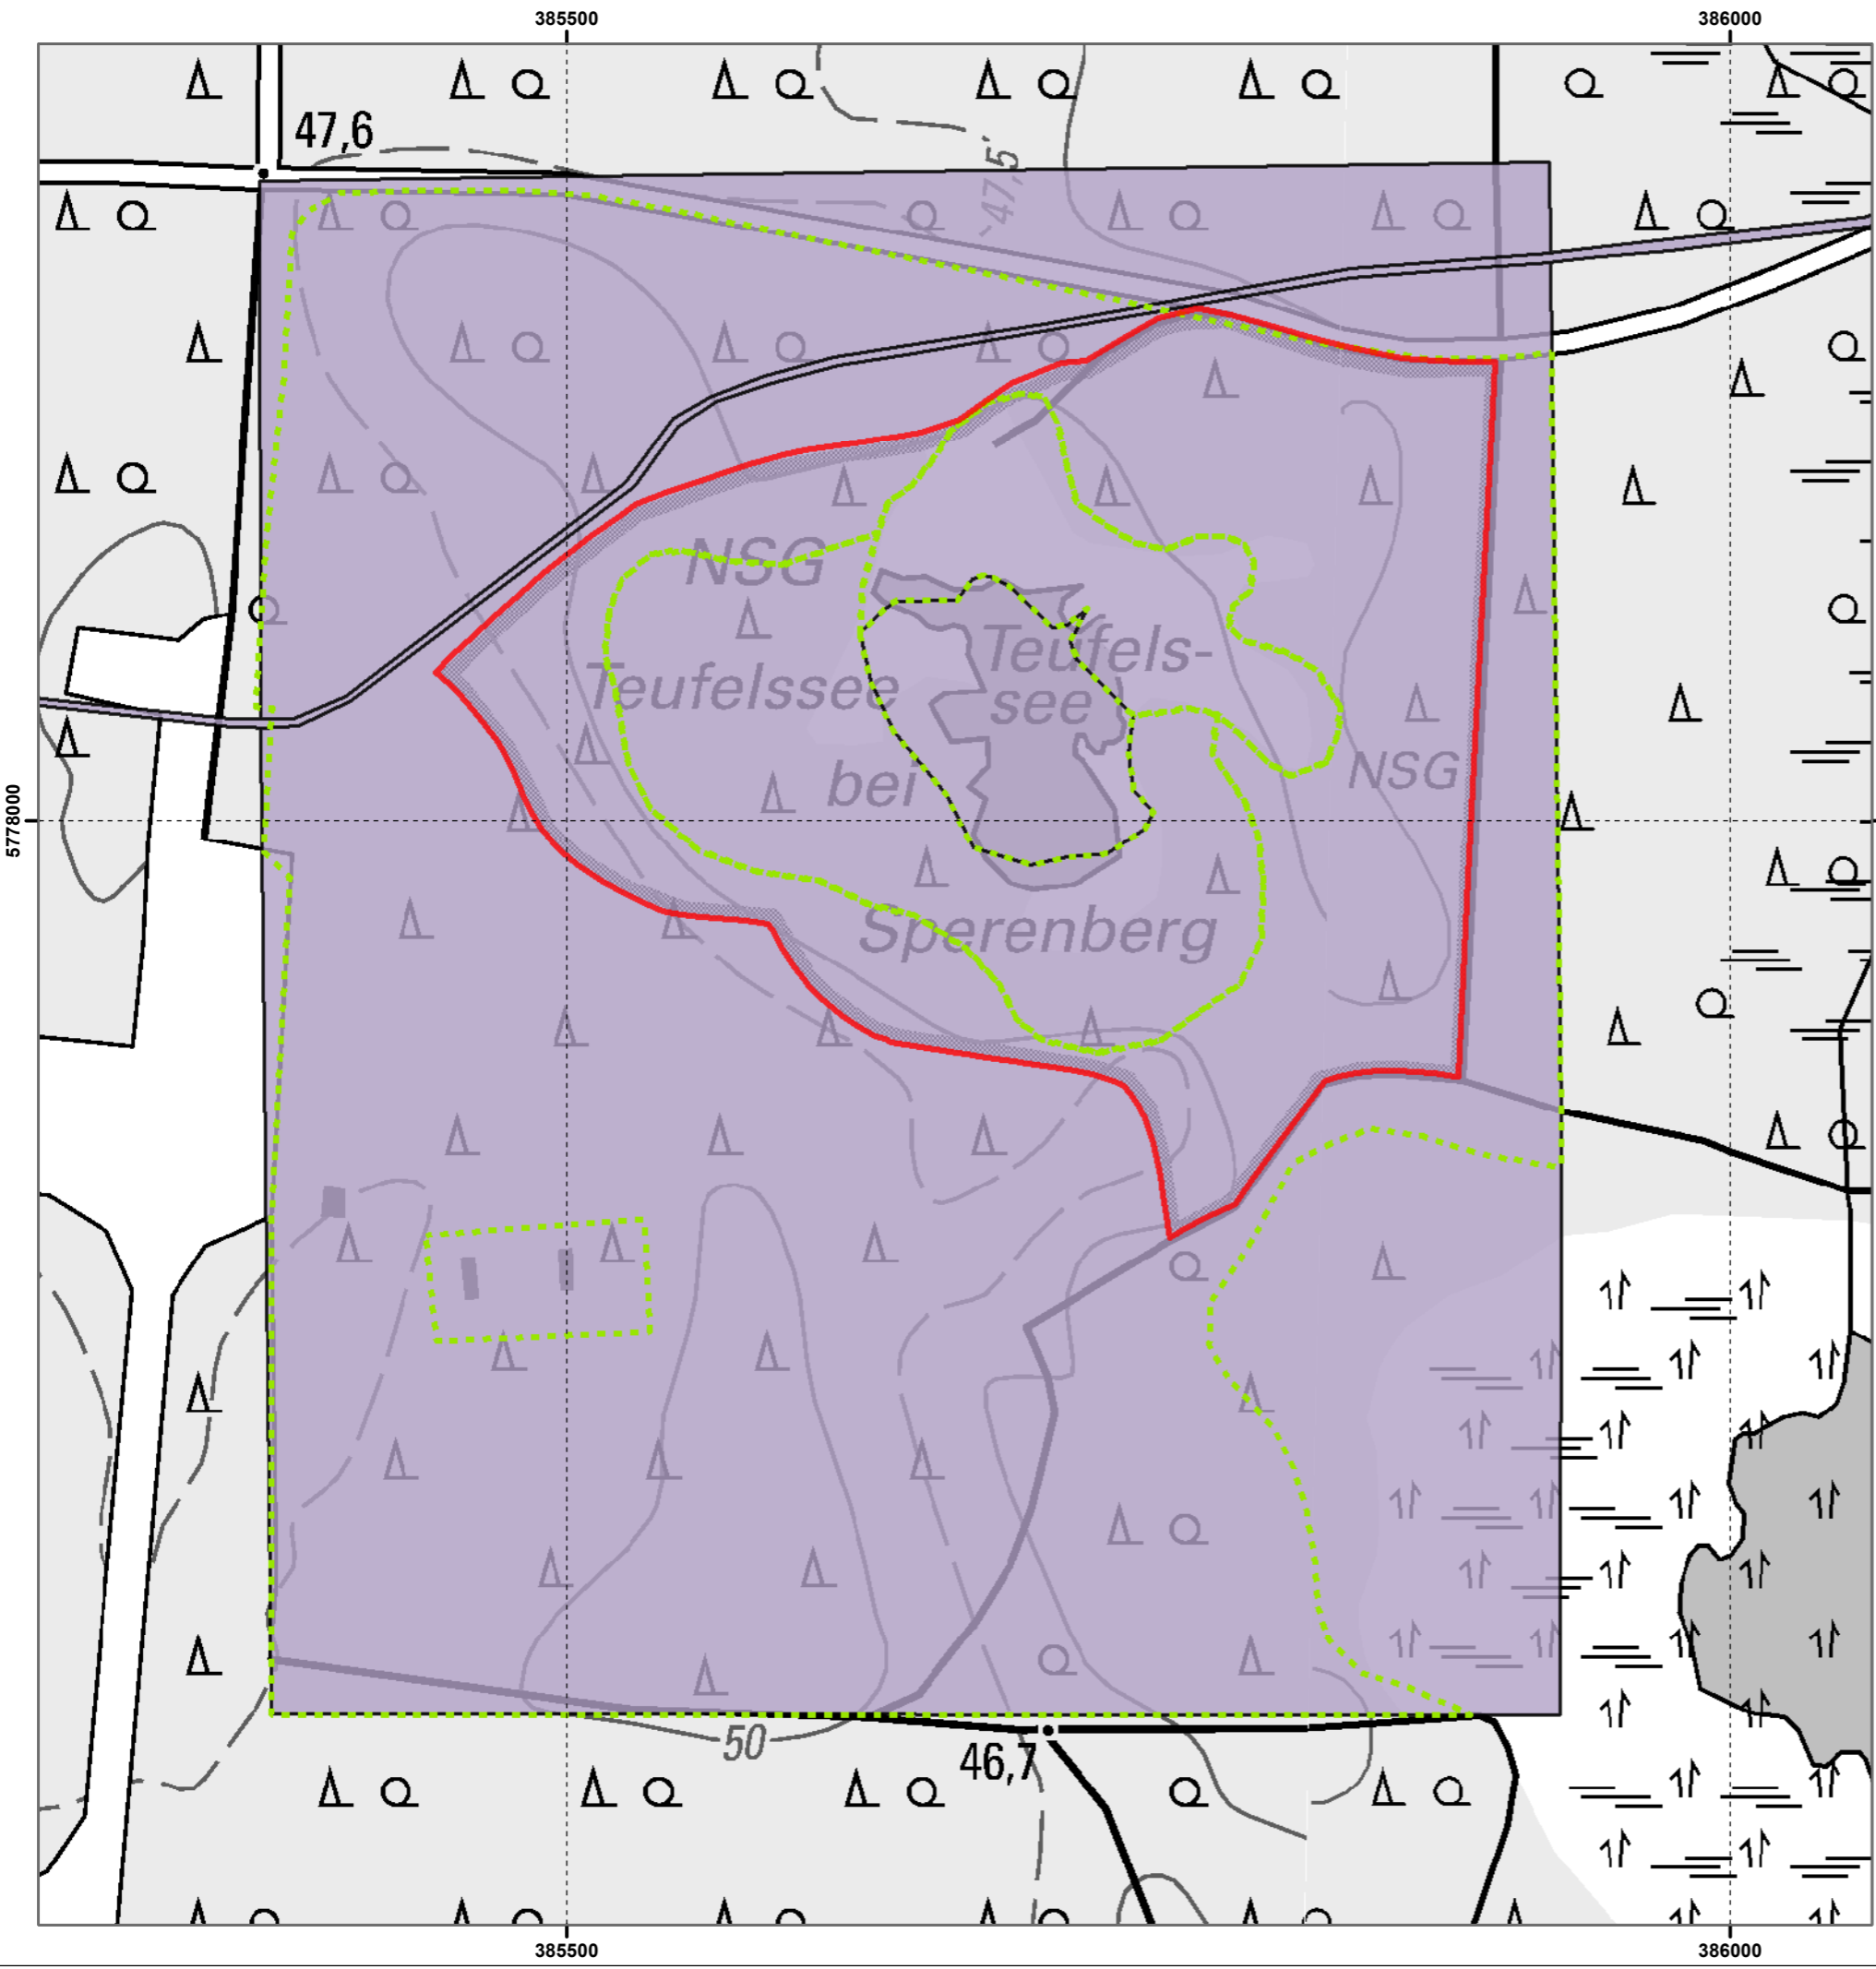 385500 386000
47,6
47,5
NSG
Teufels-
Teufelssee
see
NSG
bei
5778000
Sperenberg
50
46,7
385500 386000